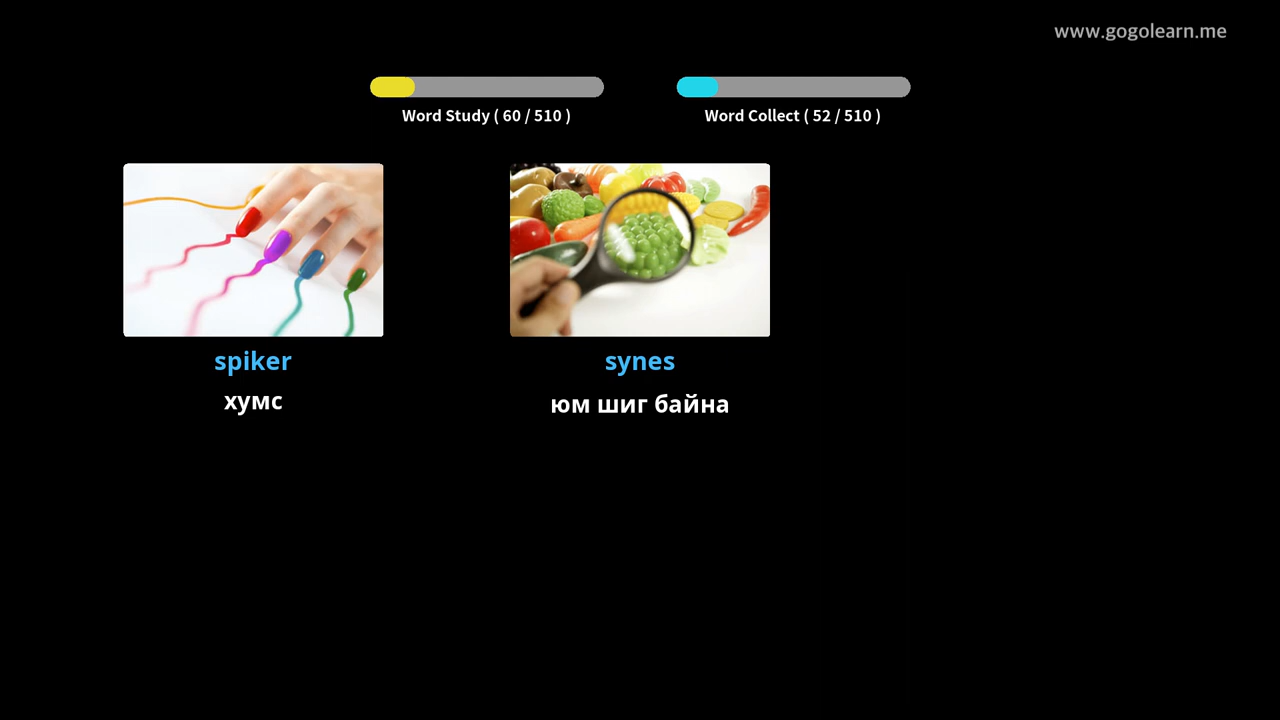 www.gogolearn.me
Word Study ( 60 / 510 )
Word Collect ( 52 / 510 )
spiker
хумс
synes
юм шиг байна